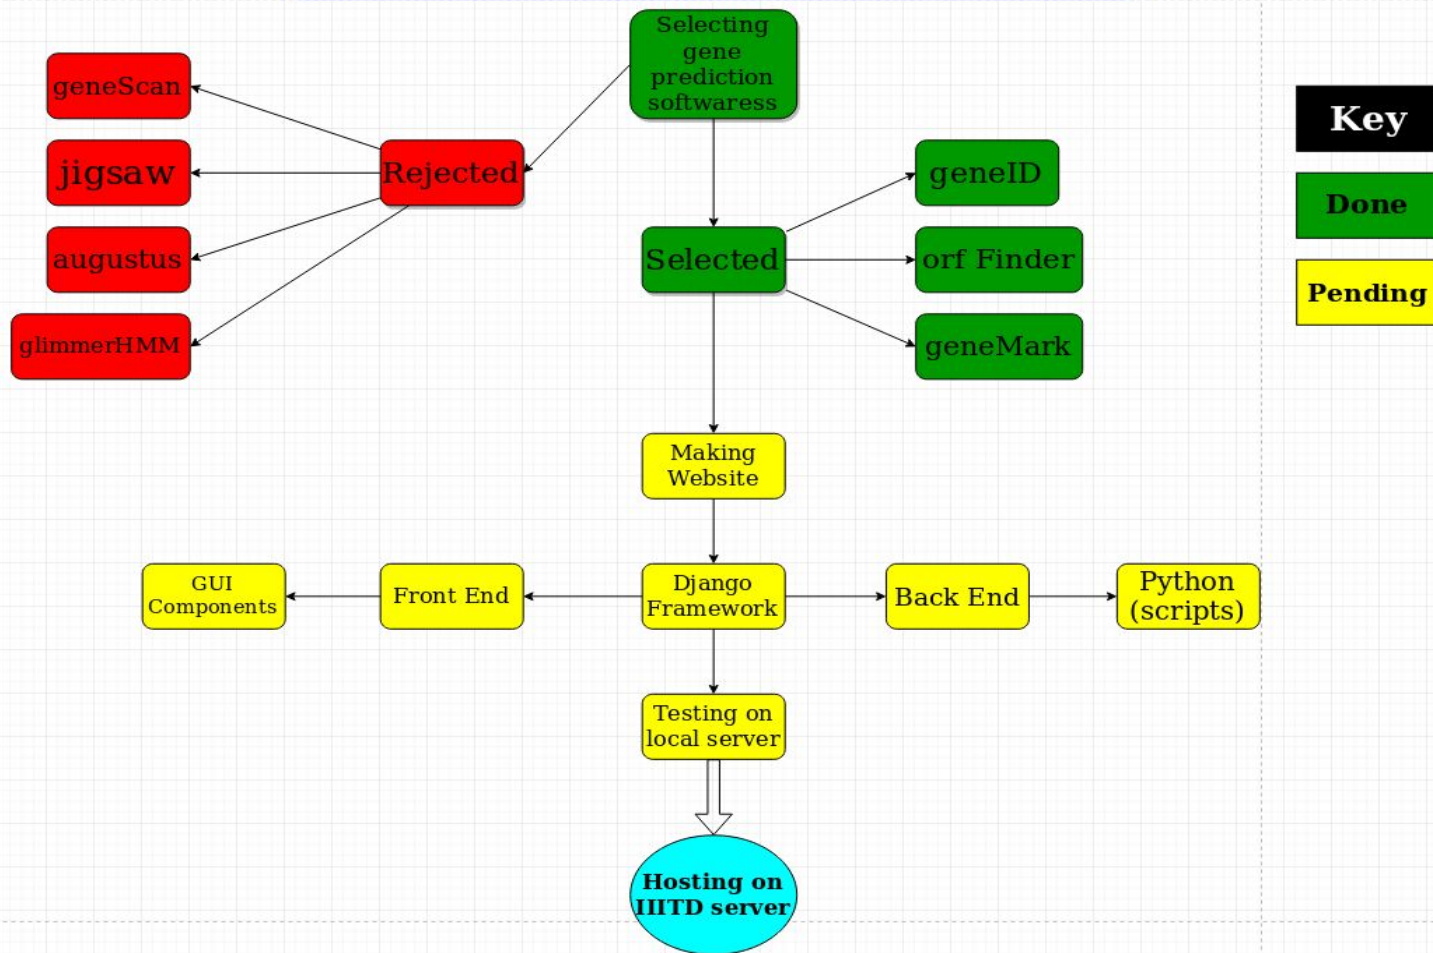 Selecting
gene
prediction
softwaress
geneScan
jigsaw
augustus
glimmerHMM
Rejected
Selected
geneID
orf Finder
geneMark
Key
Done
Pending
Making
Website
GUI
Components
Front End
Django
Framework
Back End
Python
(scripts)
Testing on
local server
Hosting on
IIITD server